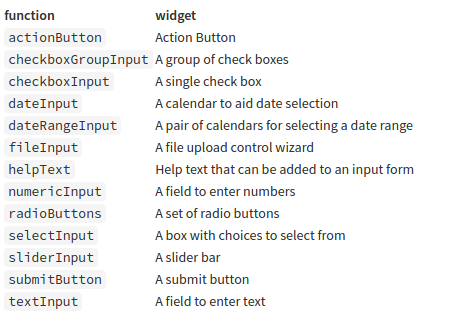 function widget
actionButton Action Button
checkboxGroupInput A group of check boxes
checkboxInput A single check box
dateInput A calendar to aid date selection
dateRangeInput A pair of calendars for selecting a date range
fileInput A file upload control wizard
helpText Help text that can be added to an input form
numericInput A field to enter numbers
radioButtons A set of radio buttons
selectInput A box with choices to select from
sliderInput A slider bar
submitButton A submit button
textInput A field to enter text